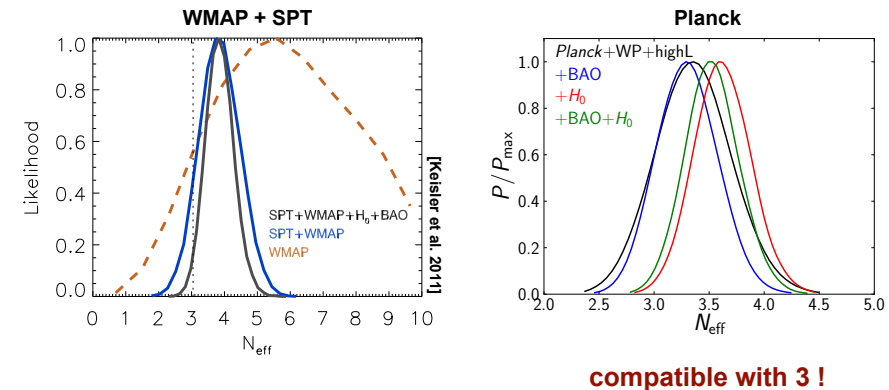 WMAP + SPT
Likelihood
1.0
0.8
0.6
0.4
0.2
0.0
SPT+WMAP+H₀+BAO
SPT+WMAP
WMAP
0 1 2 3 4 5 6 7 8 9 10
N_eff
[Keisler et al. 2011]
Planck
P/P_max
1.0
0.8
0.6
0.4
0.2
0.0
Planck+WP+highL
+BAO
+H₀
+BAO+H₀
2.0 2.5 3.0 3.5 4.0 4.5 5.0
N_eff
compatible with 3 !